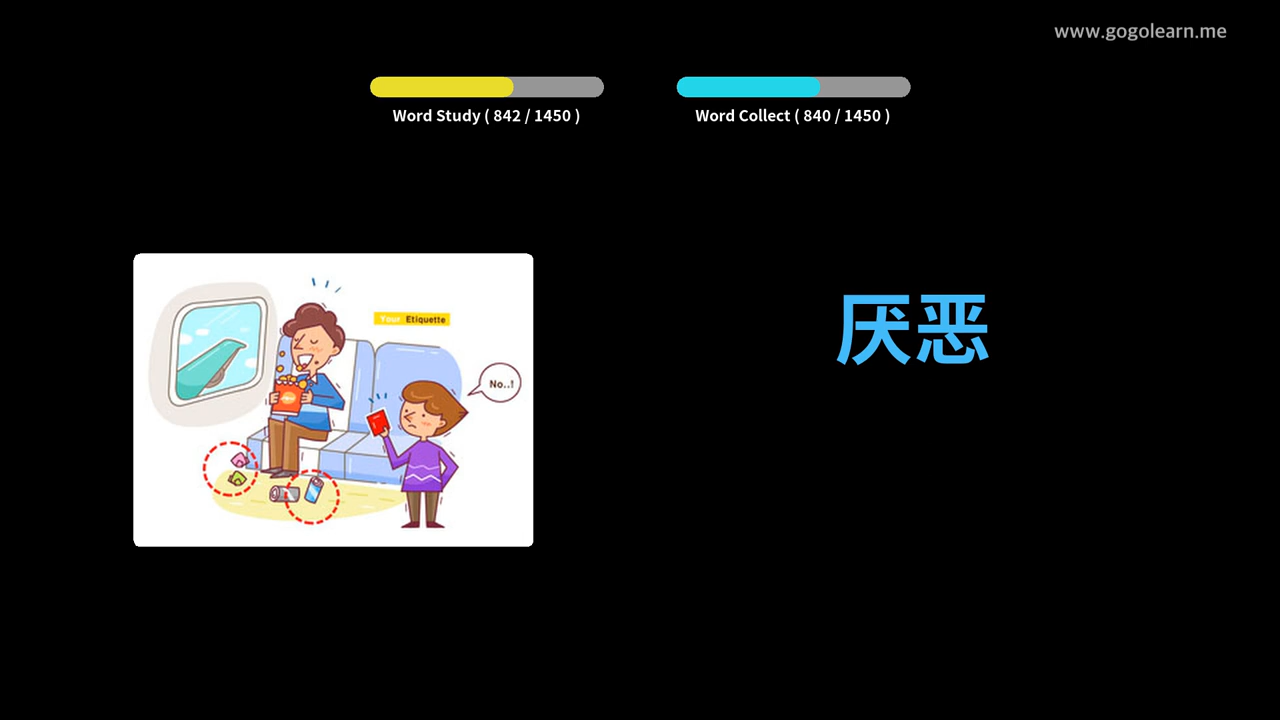 www.gogolearn.me
Word Study ( 842 / 1450 )
Word Collect ( 840 / 1450 )
厌恶
Your Etiquette
No..!